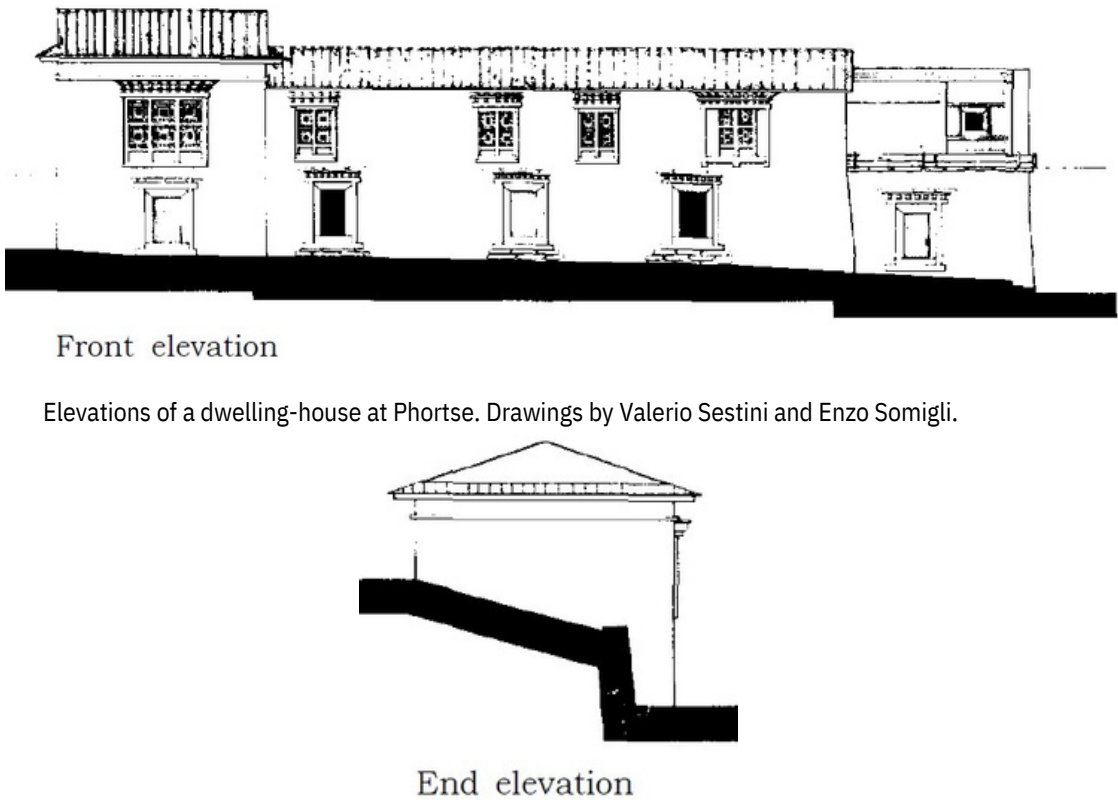 Front elevation
Elevations of a dwelling-house at Phortse. Drawings by Valerio Sestini and Enzo Somigli.
End elevation